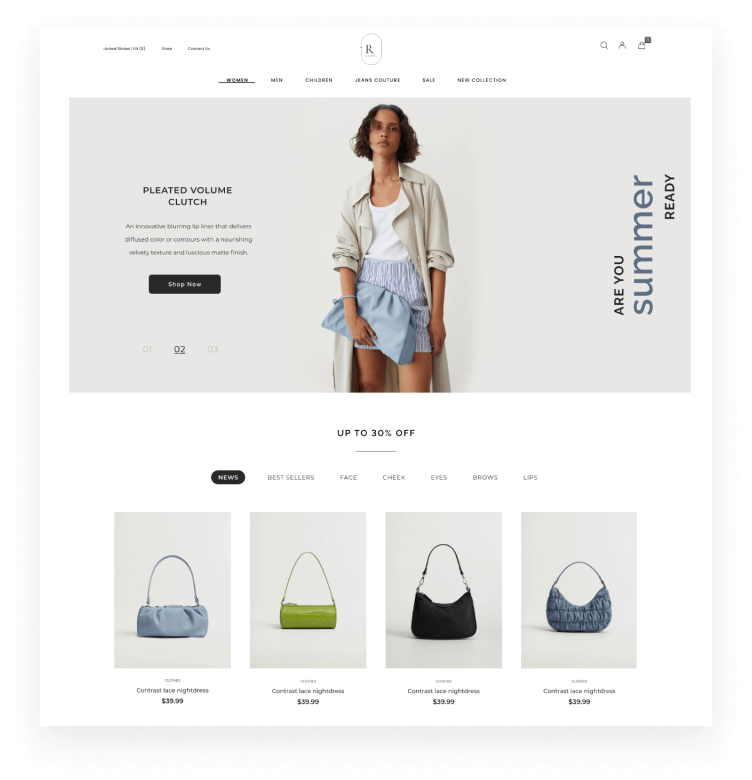 United States | EN ($) Store Contact Us
R
0
WOMEN MEN CHILDREN JEANS COUTURE SALE NEW COLLECTION
PLEATED VOLUME
CLUTCH
An innovative blurring lip liner that delivers
diffused color or contours with a nourishing
velvety texture and luscious matte finish.
Shop Now
01 02 03
ARE YOU
summer
READY
UP TO 30% OFF
NEWS BEST SELLERS FACE CHEEK EYES BROWS LIPS
CLOTHES CLOTHES CLOTHES CLOTHES
Contrast lace nightdress Contrast lace nightdress Contrast lace nightdress Contrast lace nightdress
$39.99 $39.99 $39.99 $39.99